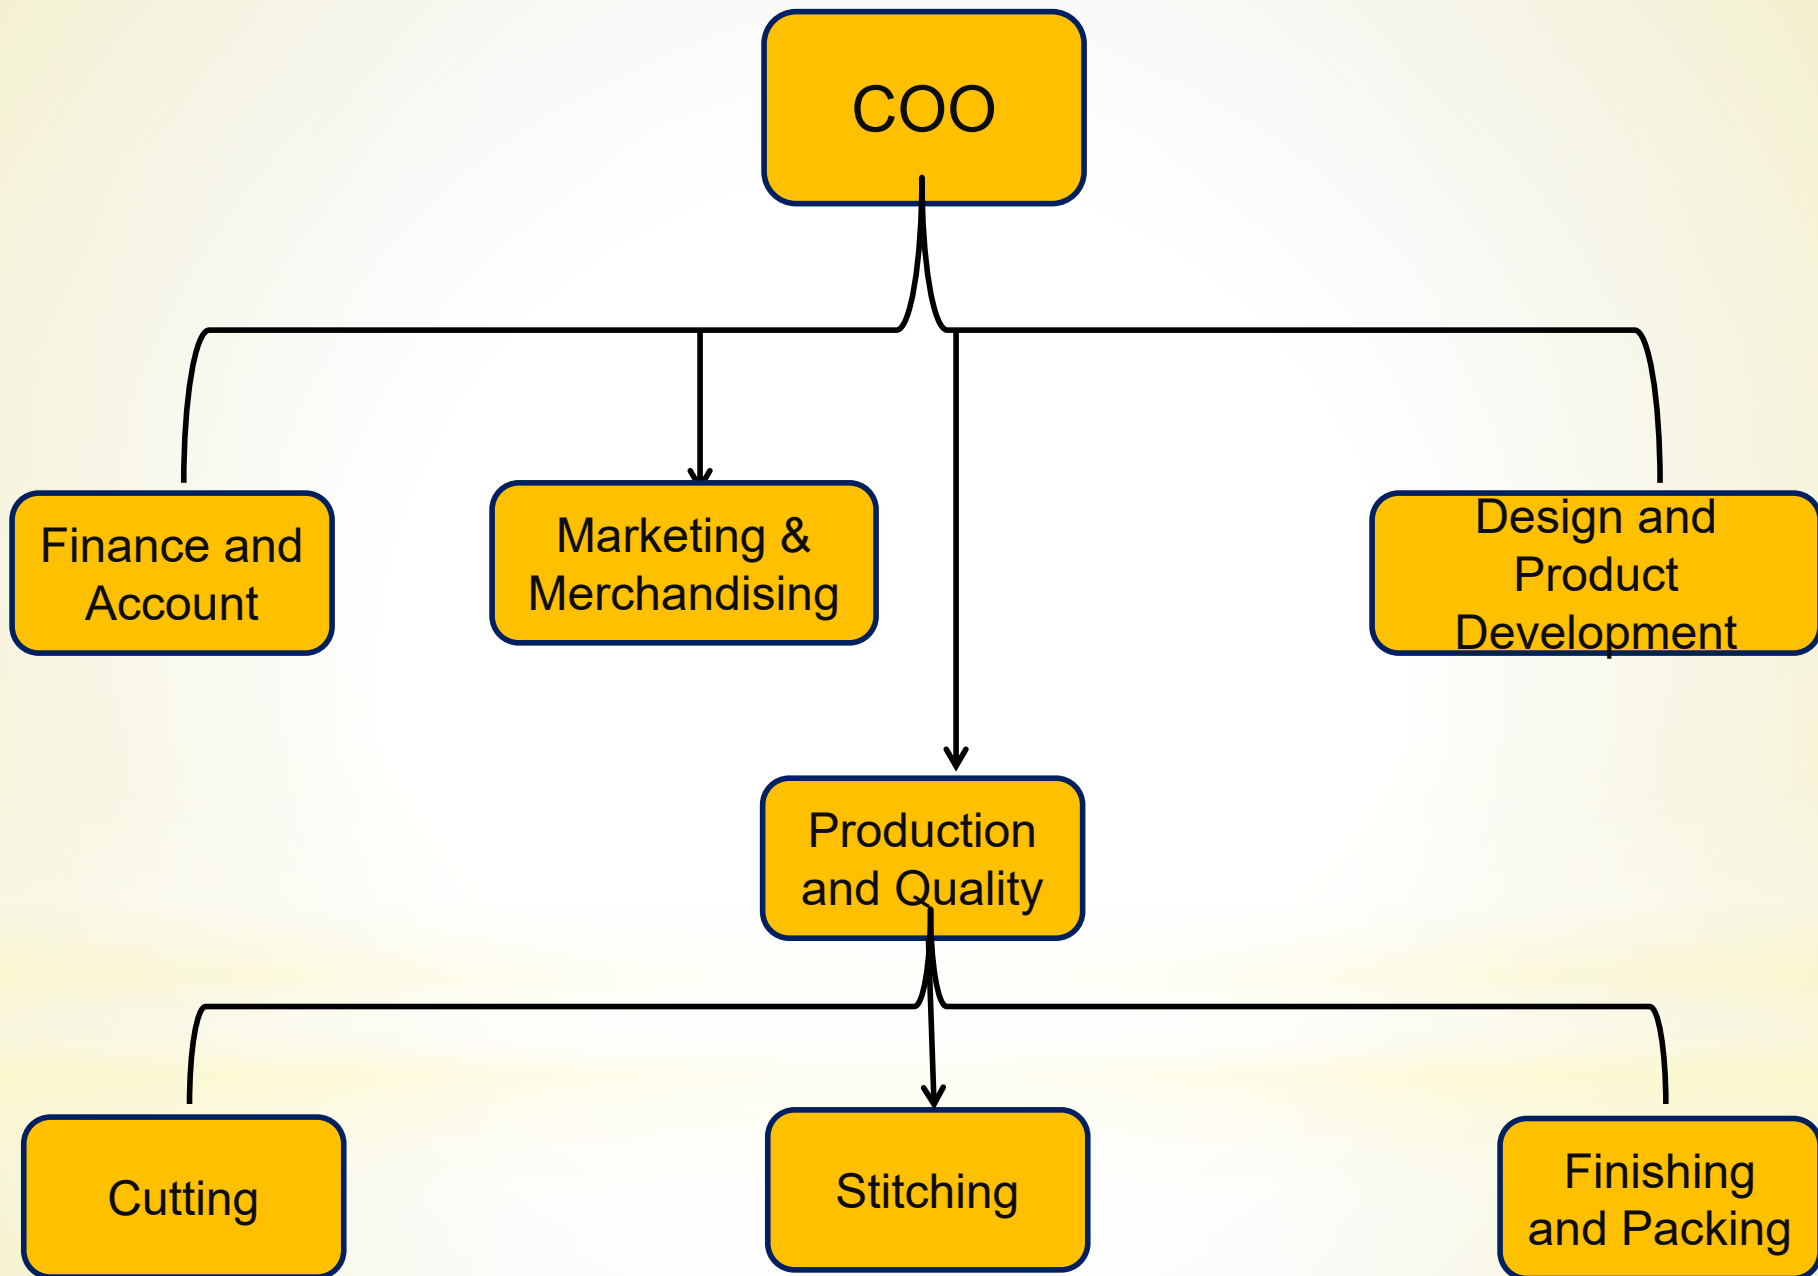 COO
Finance and
Account
Marketing &
Merchandising
Design and
Product
Development
Production
and Quality
Cutting
Stitching
Finishing
and Packing